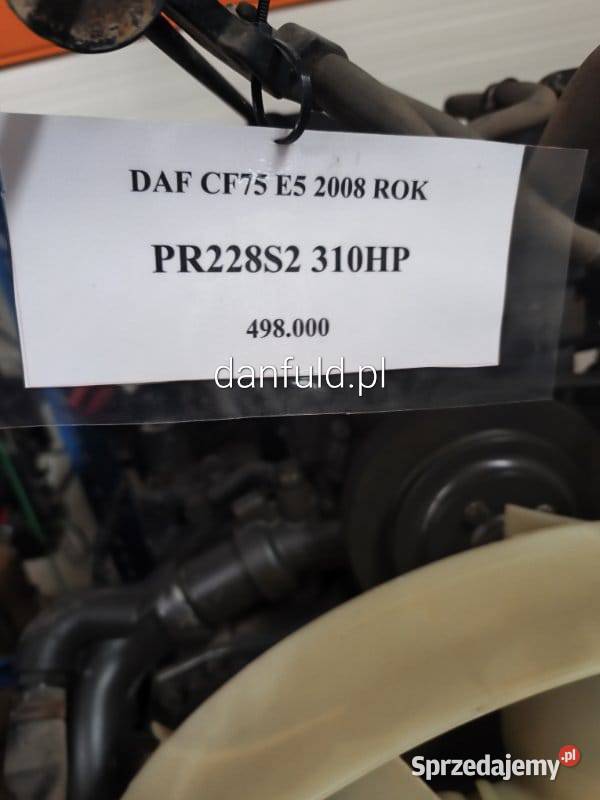 DAF CF75 E5 2008 ROK
PR228S2 310HP
498.000
danfuld.pl
Sprzedajemy.pl